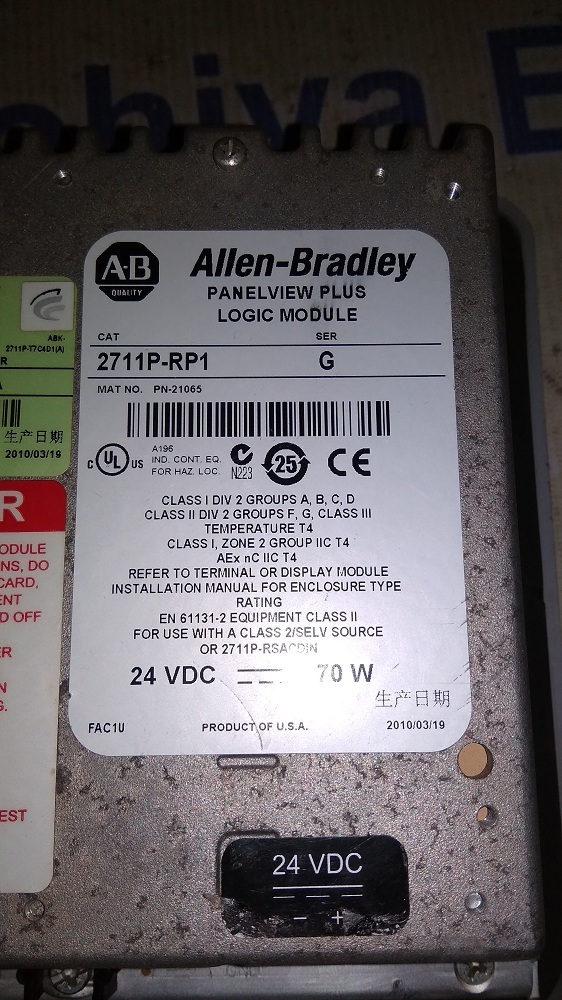 ohiya E
A-B
QUALITY
Allen-Bradley
PANELVIEW PLUS
LOGIC MODULE
CAT SER
2711P-RP1 G
MAT NO. PN-21065
C UL US
A196
IND. CONT. EQ.
FOR HAZ. LOC.
N223
25
CE
CLASS I DIV 2 GROUPS A, B, C, D
CLASS II DIV 2 GROUPS F, G, CLASS III
TEMPERATURE T4
CLASS I, ZONE 2 GROUP IIC T4
AEx nC IIC T4
REFER TO TERMINAL OR DISPLAY MODULE
INSTALLATION MANUAL FOR ENCLOSURE TYPE
RATING
EN 61131-2 EQUIPMENT CLASS II
FOR USE WITH A CLASS 2/SELV SOURCE
OR 2711P-RSACDIN
24 VDC 70 W
生产日期
FAC1U PRODUCT OF U.S.A. 2010/03/19
ABK-
2711P-T7C4D1(A)
R
A
生产日期
2010/03/19
R
ODULE
NS, DO
CARD,
ENT
D OFF
ER
N
G.
EST
24 VDC
− +